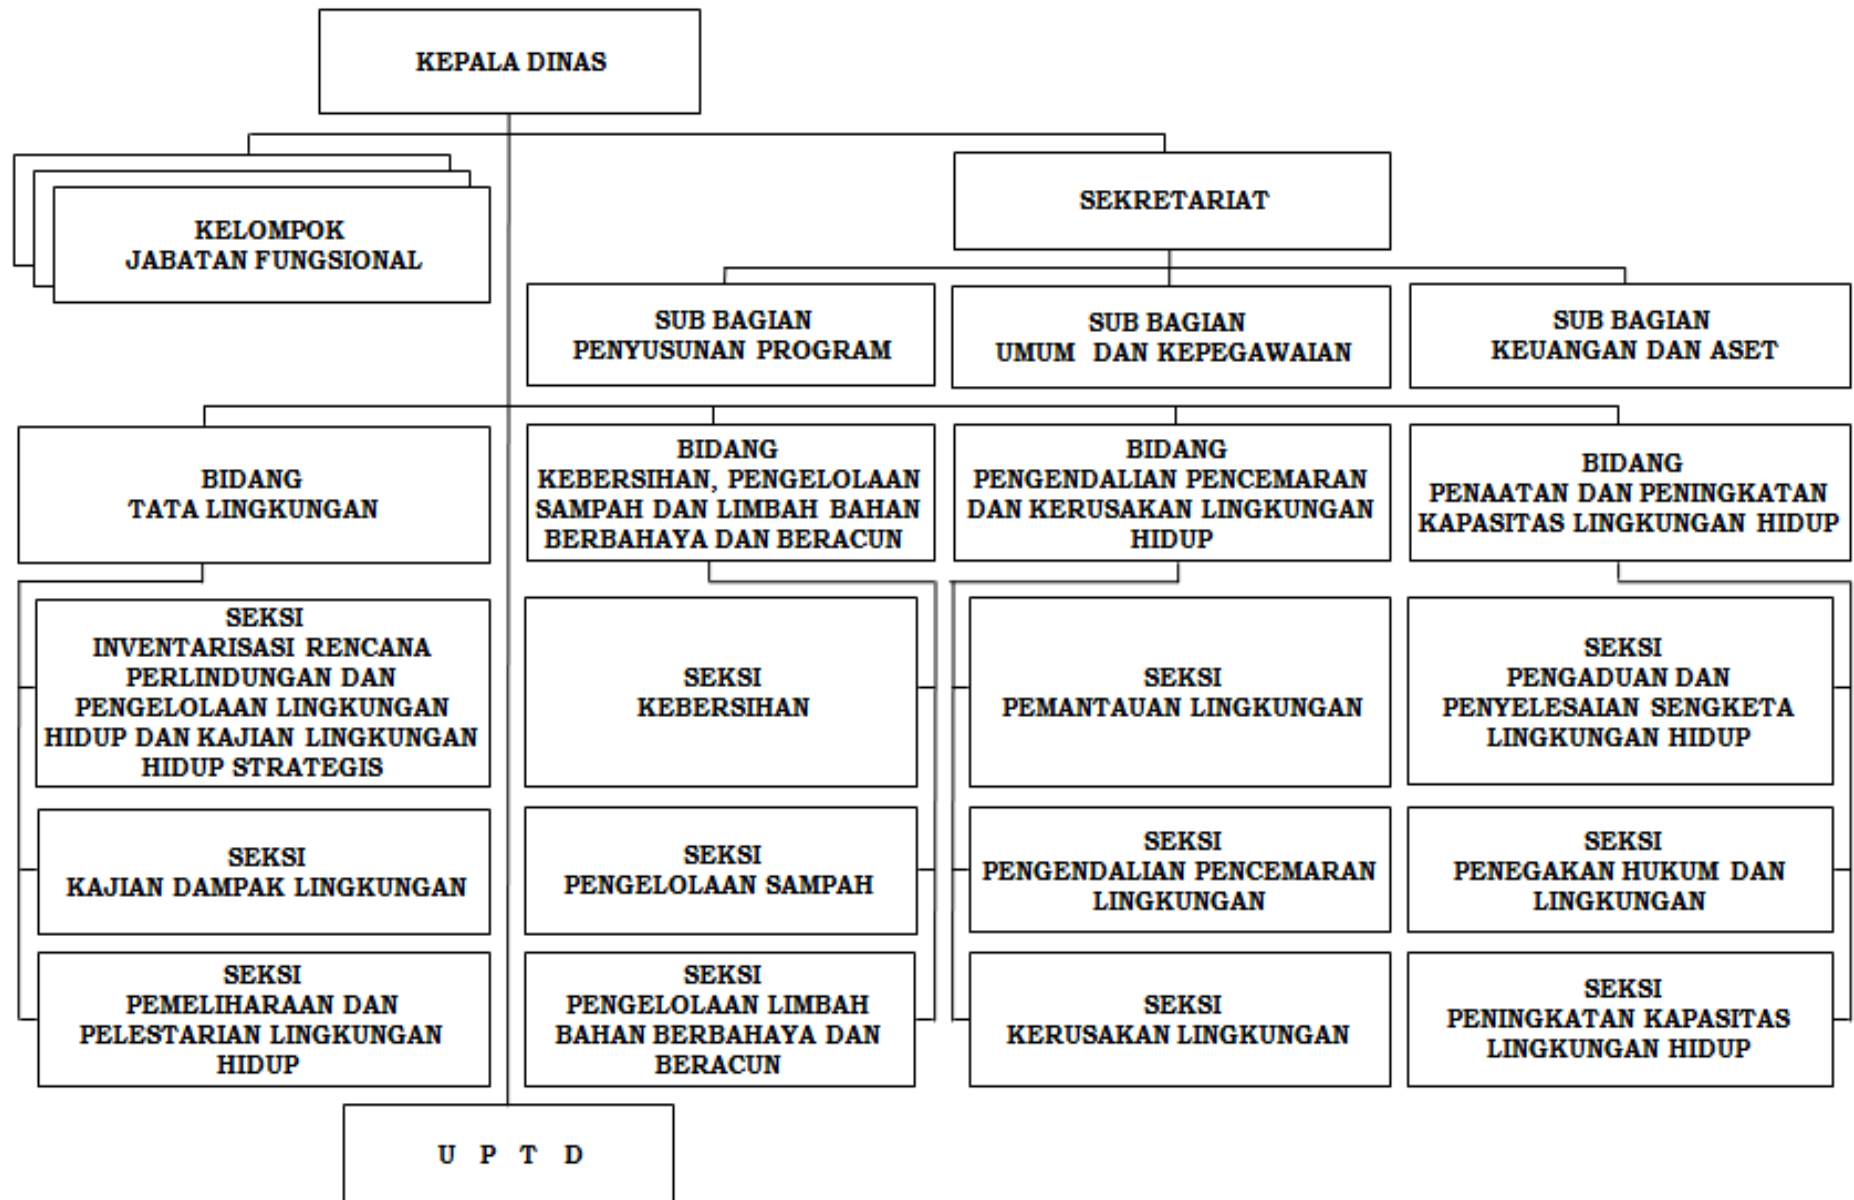 KEPALA DINAS
KELOMPOK
JABATAN FUNGSIONAL
SEKRETARIAT
SUB BAGIAN
PENYUSUNAN PROGRAM
SUB BAGIAN
UMUM DAN KEPEGAWAIAN
SUB BAGIAN
KEUANGAN DAN ASET
BIDANG
TATA LINGKUNGAN
BIDANG
KEBERSIHAN, PENGELOLAAN
SAMPAH DAN LIMBAH BAHAN
BERBAHAYA DAN BERACUN
BIDANG
PENGENDALIAN PENCEMARAN
DAN KERUSAKAN LINGKUNGAN
HIDUP
BIDANG
PENAATAN DAN PENINGKATAN
KAPASITAS LINGKUNGAN HIDUP
SEKSI
INVENTARISASI RENCANA
PERLINDUNGAN DAN
PENGELOLAAN LINGKUNGAN
HIDUP DAN KAJIAN LINGKUNGAN
HIDUP STRATEGIS
SEKSI
KEBERSIHAN
SEKSI
PEMANTAUAN LINGKUNGAN
SEKSI
PENGADUAN DAN
PENYELESAIAN SENGKETA
LINGKUNGAN HIDUP
SEKSI
KAJIAN DAMPAK LINGKUNGAN
SEKSI
PENGELOLAAN SAMPAH
SEKSI
PENGENDALIAN PENCEMARAN
LINGKUNGAN
SEKSI
PENEGAKAN HUKUM DAN
LINGKUNGAN
SEKSI
PEMELIHARAAN DAN
PELESTARIAN LINGKUNGAN
HIDUP
SEKSI
PENGELOLAAN LIMBAH
BAHAN BERBAHAYA DAN
BERACUN
SEKSI
KERUSAKAN LINGKUNGAN
SEKSI
PENINGKATAN KAPASITAS
LINGKUNGAN HIDUP
U P T D